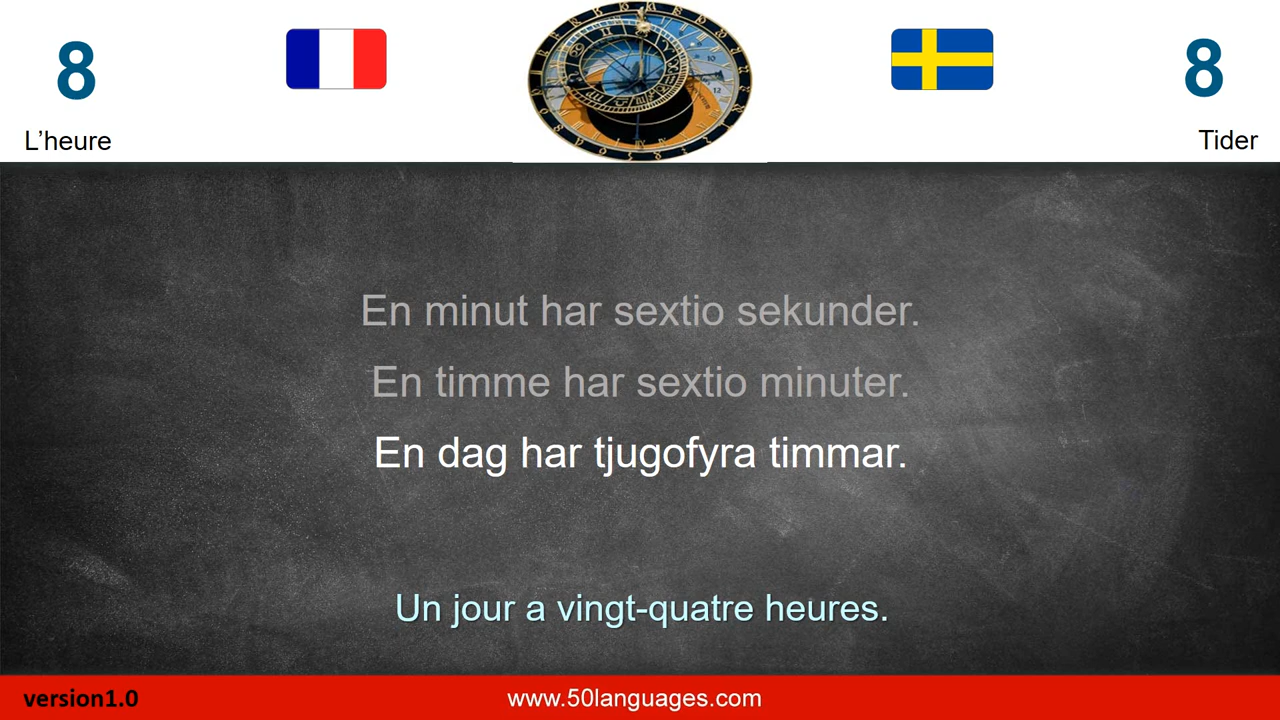 8
8
L’heure
Tider
En minut har sextio sekunder.
En timme har sextio minuter.
En dag har tjugofyra timmar.
Un jour a vingt-quatre heures.
version1.0
www.50languages.com